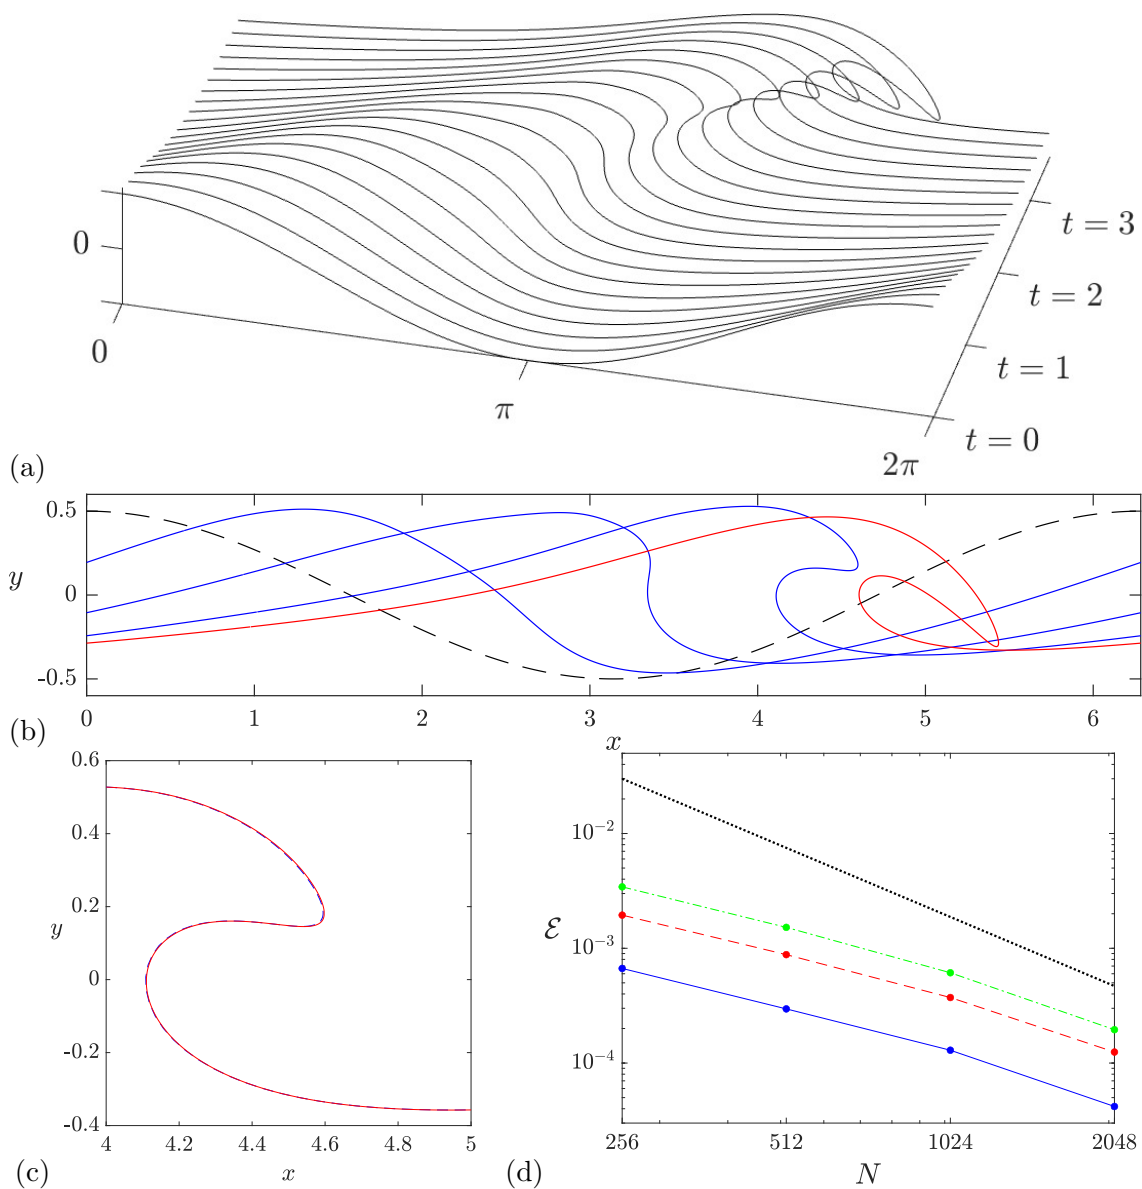 0
0
π
2π
t = 0
t = 1
t = 2
t = 3
(a)
0.5
0
-0.5
y
0 1 2 3 4 5 6
x
(b)
0.6
0.4
0.2
0
-0.2
-0.4
y
4 4.2 4.4 4.6 4.8 5
x
(c)
10⁻²
10⁻³
10⁻⁴
ℰ
256 512 1024 2048
N
(d)